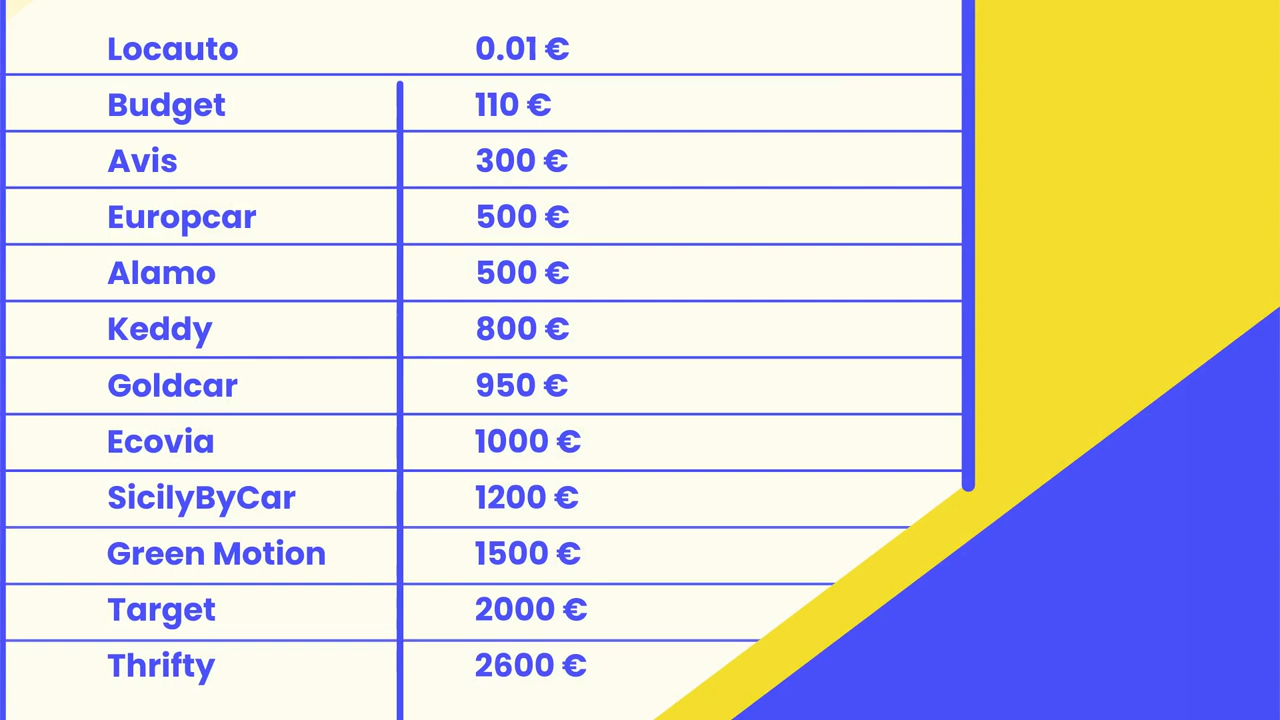 Locauto 0.01 €
Budget 110 €
Avis 300 €
Europcar 500 €
Alamo 500 €
Keddy 800 €
Goldcar 950 €
Ecovia 1000 €
SicilyByCar 1200 €
Green Motion 1500 €
Target 2000 €
Thrifty 2600 €